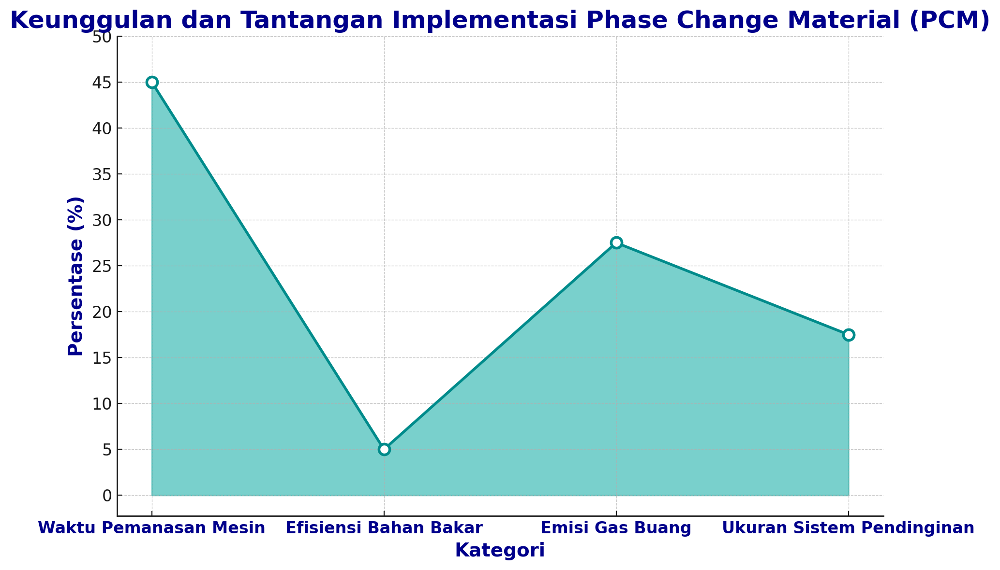 Keunggulan dan Tantangan Implementasi Phase Change Material (PCM)
50
45
40
35
30
25
20
15
10
5
0
Persentase (%)
Waktu Pemanasan Mesin
Efisiensi Bahan Bakar
Emisi Gas Buang
Ukuran Sistem Pendinginan
Kategori